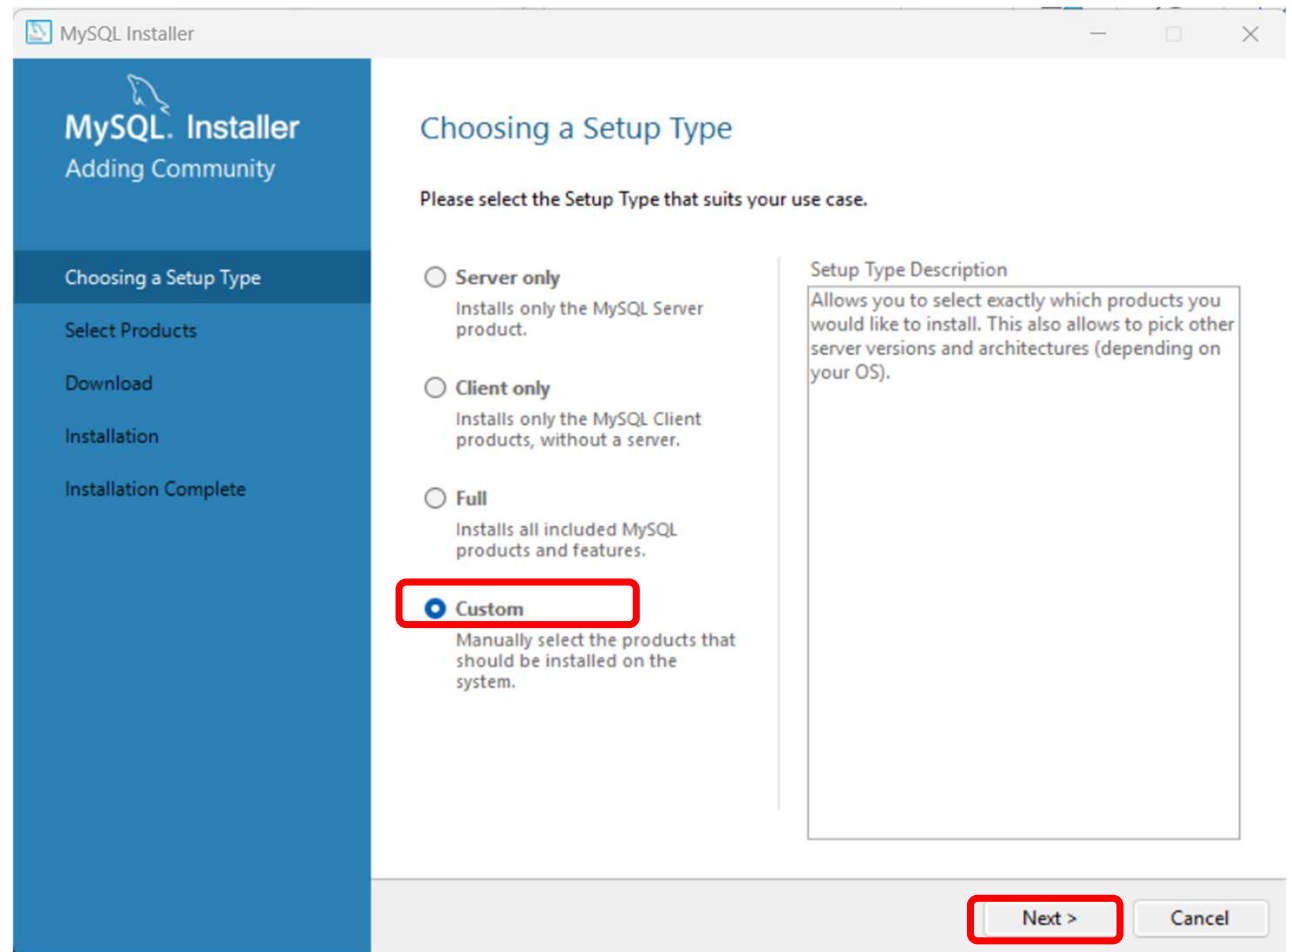 MySQL Installer
MySQL. Installer
Adding Community
Choosing a Setup Type
Select Products
Download
Installation
Installation Complete
Choosing a Setup Type
Please select the Setup Type that suits your use case.
Server only
Installs only the MySQL Server
product.
Client only
Installs only the MySQL Client
products, without a server.
Full
Installs all included MySQL
products and features.
Custom
Manually select the products that
should be installed on the
system.
Setup Type Description
Allows you to select exactly which products you
would like to install. This also allows to pick other
server versions and architectures (depending on
your OS).
Next >
Cancel